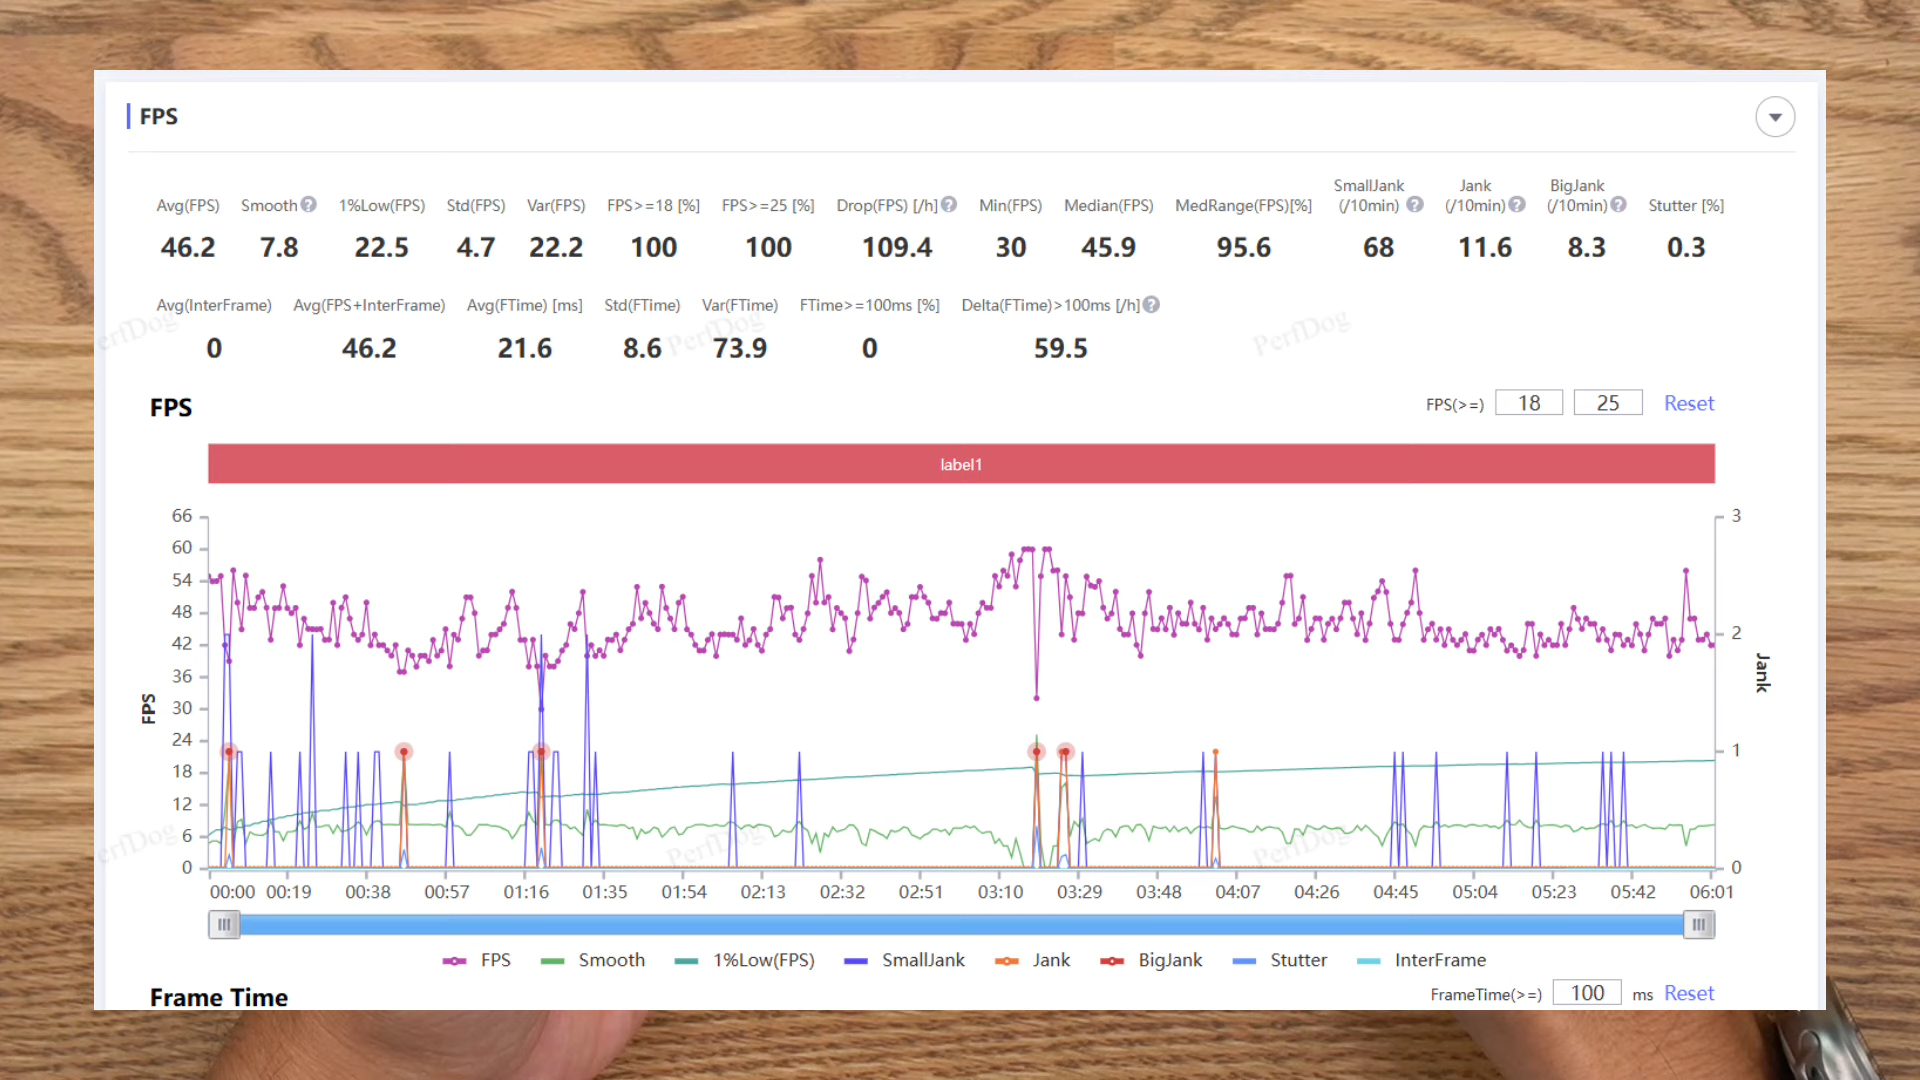 FPS
Avg(FPS) Smooth 1%Low(FPS) Std(FPS) Var(FPS) FPS>=18 [%] FPS>=25 [%] Drop(FPS) [/h] Min(FPS) Median(FPS) MedRange(FPS)[%] SmallJank (/10min) Jank (/10min) BigJank (/10min) Stutter [%]
46.2 7.8 22.5 4.7 22.2 100 100 109.4 30 45.9 95.6 68 11.6 8.3 0.3
Avg(InterFrame) Avg(FPS+InterFrame) Avg(FTime) [ms] Std(FTime) Var(FTime) FTime>=100ms [%] Delta(FTime)>100ms [/h]
0 46.2 21.6 8.6 73.9 0 59.5
erfDog PerfDog PerfDog
FPS FPS(>=) 18 25 Reset
label1
66 3
60
54
48
42 2
36
30
24 1
18
12
6
0 0
FPS
Jank
erfDog PerfDog PerfDog
00:00 00:19 00:38 00:57 01:16 01:35 01:54 02:13 02:32 02:51 03:10 03:29 03:48 04:07 04:26 04:45 05:04 05:23 05:42 06:01
FPS Smooth 1%Low(FPS) SmallJank Jank BigJank Stutter InterFrame
Frame Time FrameTime(>=) 100 ms Reset